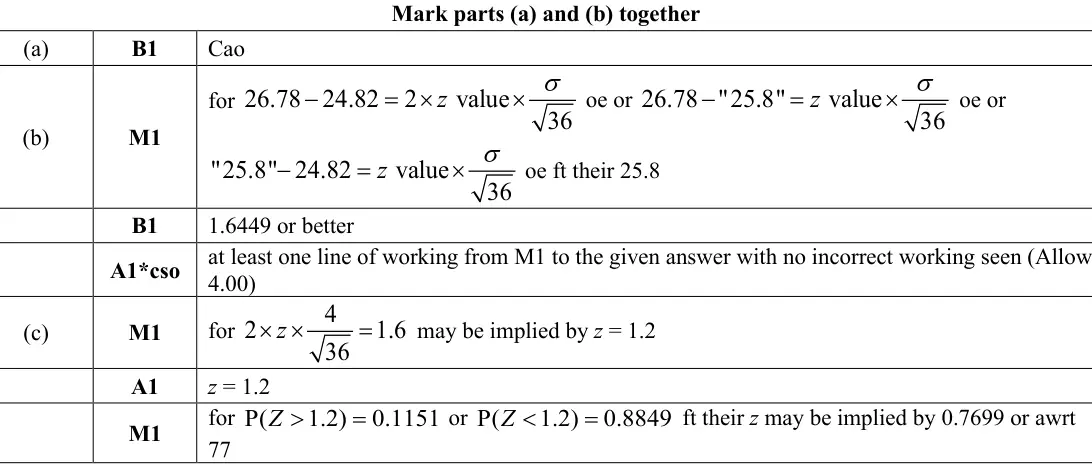 Mark parts (a) and (b) together
(a) B1 Cao
(b) M1 for 26.78 − 24.82 = 2 × z value × σ/√36 oe or 26.78 − "25.8" = z value × σ/√36 oe or
"25.8" − 24.82 = z value × σ/√36 oe ft their 25.8
B1 1.6449 or better
A1*cso at least one line of working from M1 to the given answer with no incorrect working seen (Allow
4.00)
(c) M1 for 2 × z × 4/√36 = 1.6 may be implied by z = 1.2
A1 z = 1.2
M1 for P(Z > 1.2) = 0.1151 or P(Z < 1.2) = 0.8849 ft their z may be implied by 0.7699 or awrt
77